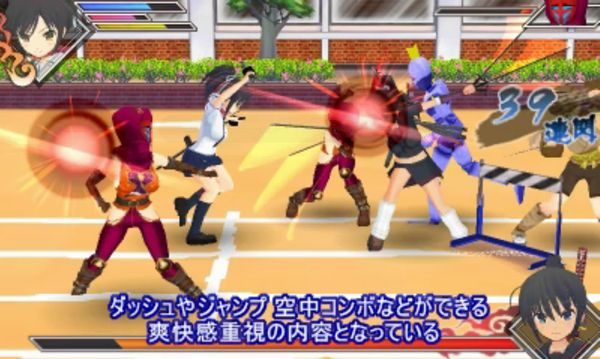 39
連閃
ダッシュやジャンプ 空中コンボなどができる
爽快感重視の内容となっている